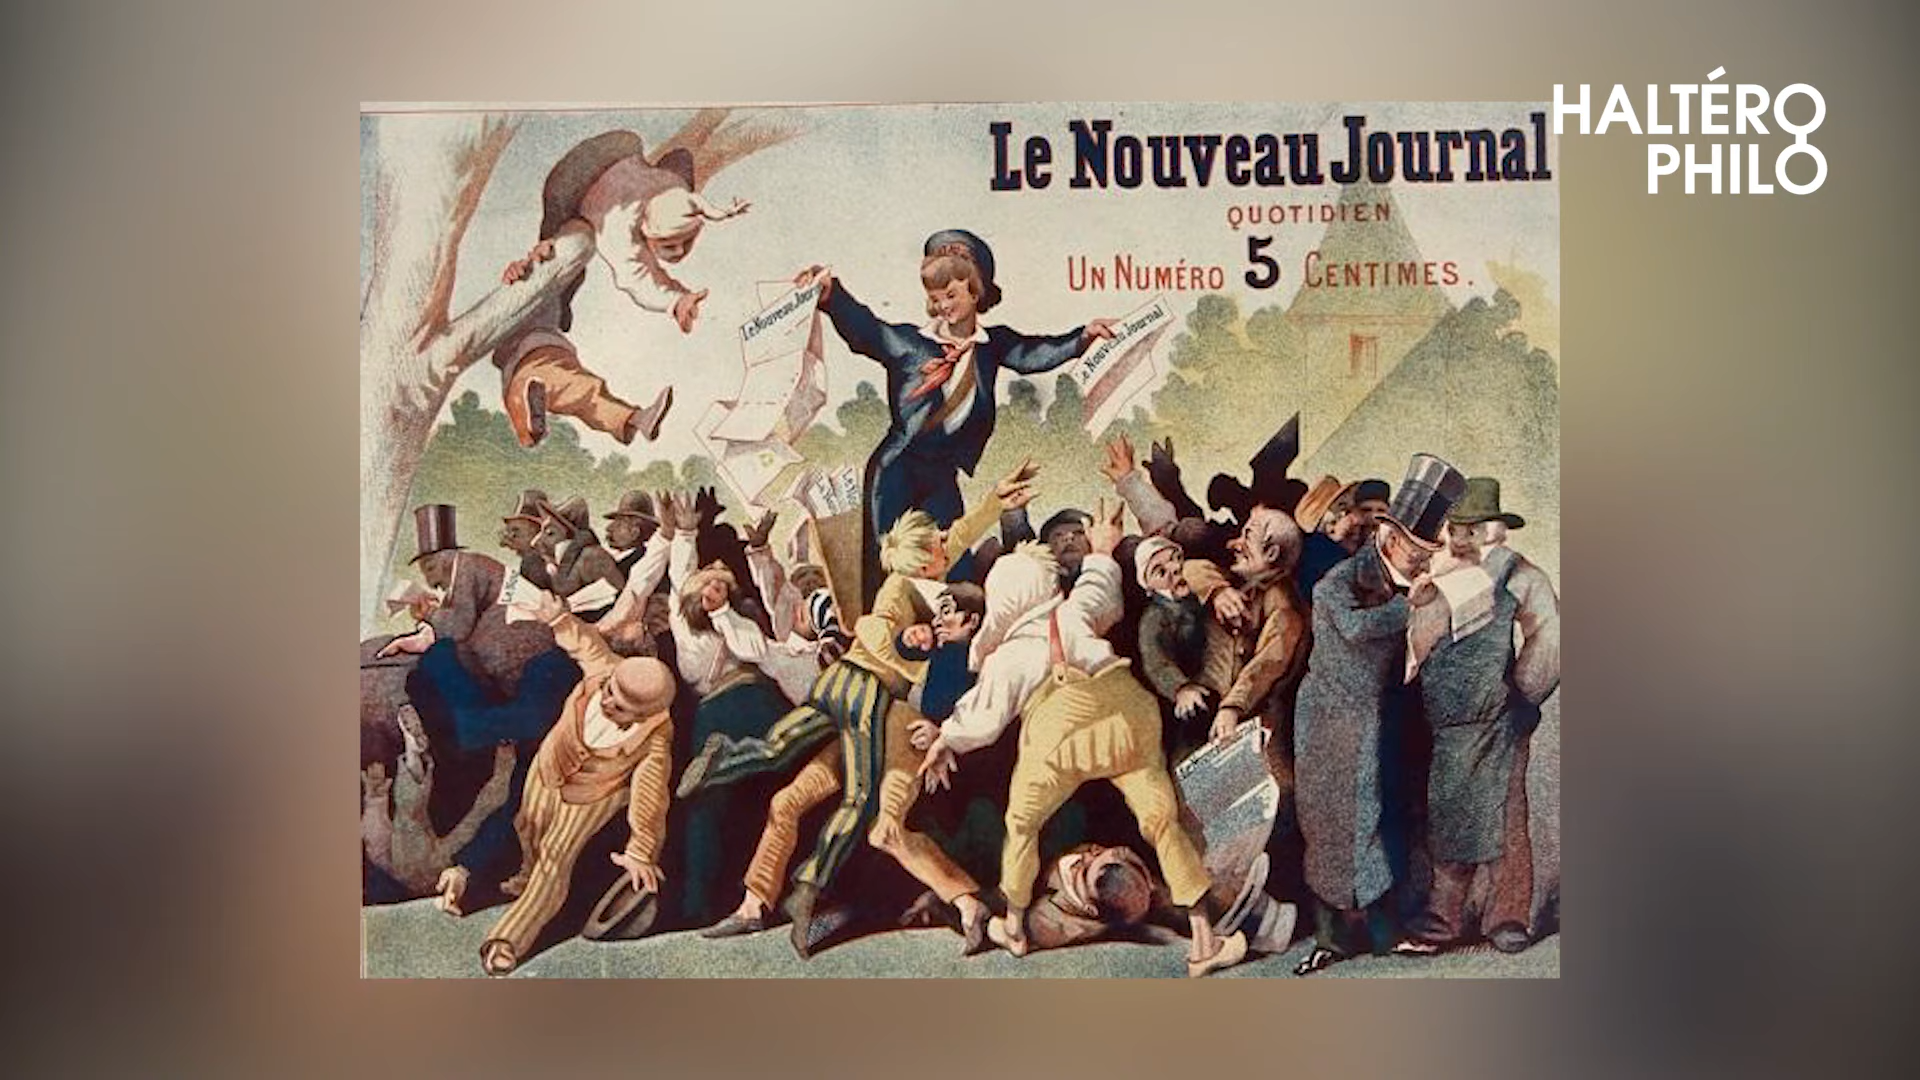 Le Nouveau Journal
QUOTIDIEN
UN NUMÉRO 5 CENTIMES.
HALTÉRO
PHILO
Le Nouveau Journal
Le Nouveau Journal